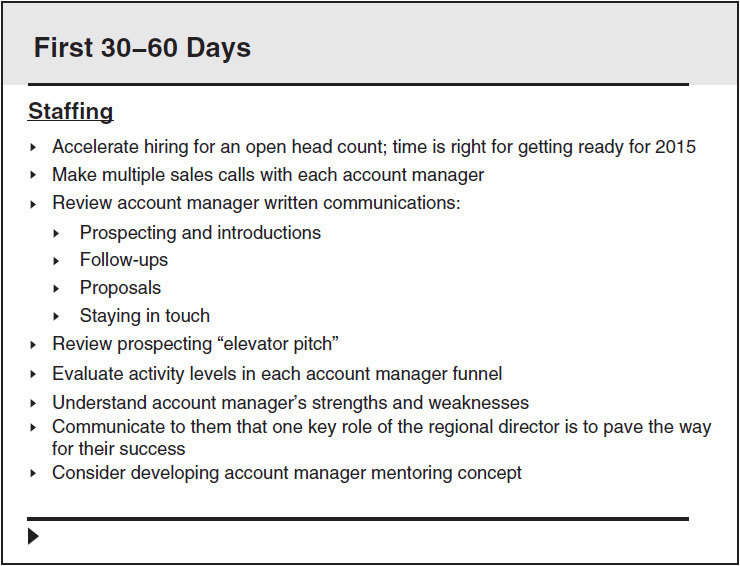 First 30–60 Days
Staffing
Accelerate hiring for an open head count; time is right for getting ready for 2015
Make multiple sales calls with each account manager
Review account manager written communications:
Prospecting and introductions
Follow-ups
Proposals
Staying in touch
Review prospecting “elevator pitch”
Evaluate activity levels in each account manager funnel
Understand account manager’s strengths and weaknesses
Communicate to them that one key role of the regional director is to pave the way
for their success
Consider developing account manager mentoring concept